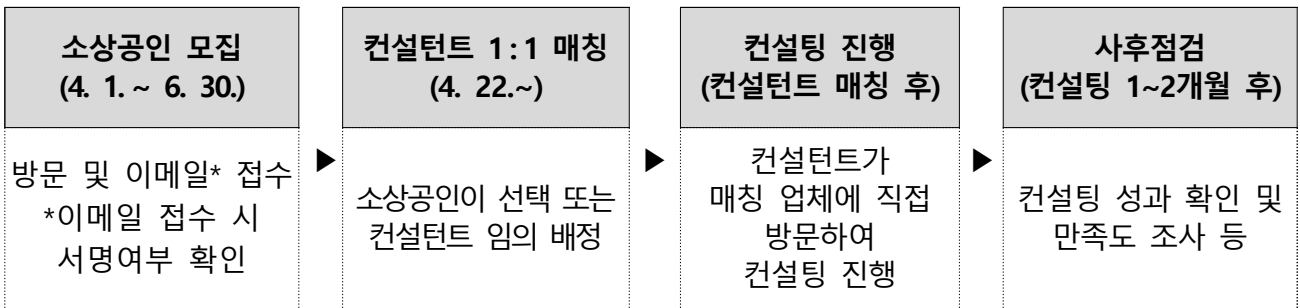 소상공인 모집
(4. 1. ~ 6. 30.)
방문 및 이메일* 접수
*이메일 접수 시
서명여부 확인
▶
컨설턴트 1:1 매칭
(4. 22.~)
소상공인이 선택 또는
컨설턴트 임의 배정
▶
컨설팅 진행
(컨설턴트 매칭 후)
컨설턴트가
매칭 업체에 직접
방문하여
컨설팅 진행
▶
사후점검
(컨설팅 1~2개월 후)
컨설팅 성과 확인 및
만족도 조사 등